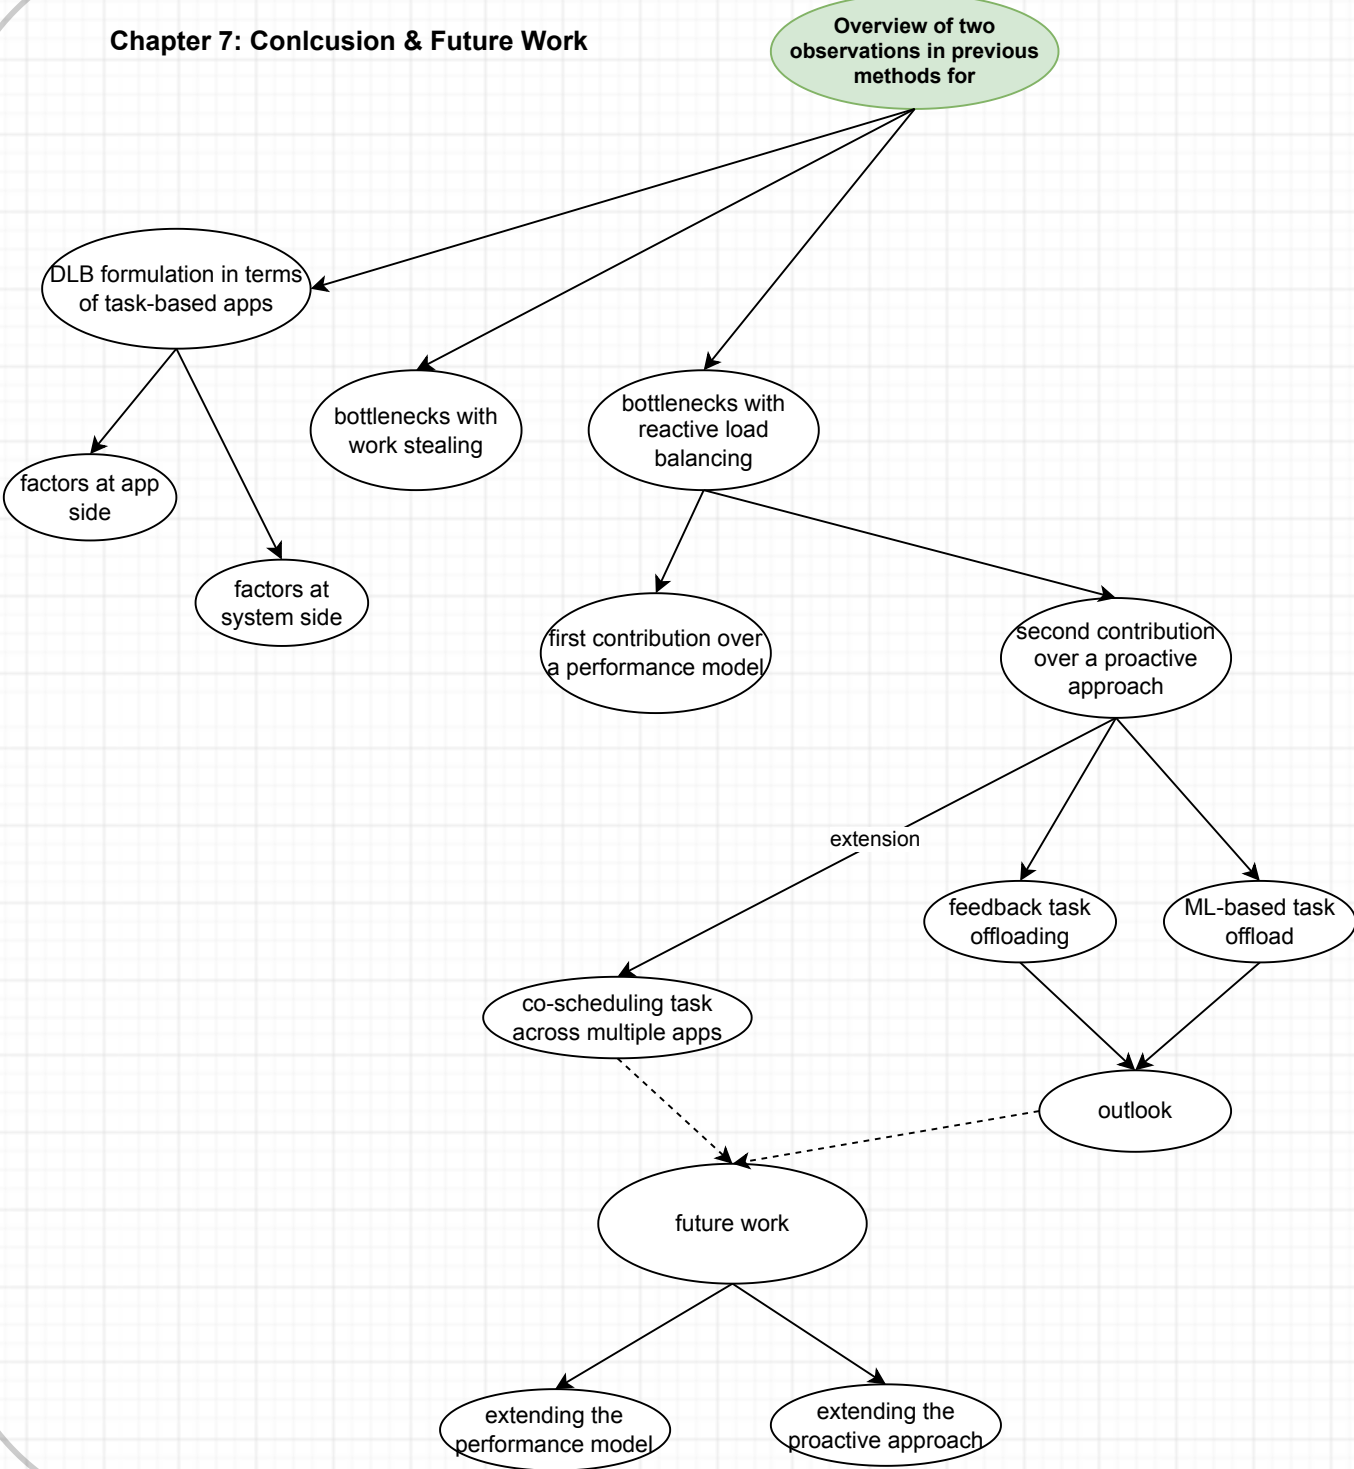 Chapter 7: Conlcusion & Future Work
Overview of two
observations in previous
methods for
DLB formulation in terms
of task-based apps
bottlenecks with
work stealing
bottlenecks with
reactive load
balancing
factors at app
side
factors at
system side
first contribution over
a performance model
second contribution
over a proactive
approach
extension
feedback task
offloading
ML-based task
offload
co-scheduling task
across multiple apps
outlook
future work
extending the
performance model
extending the
proactive approach